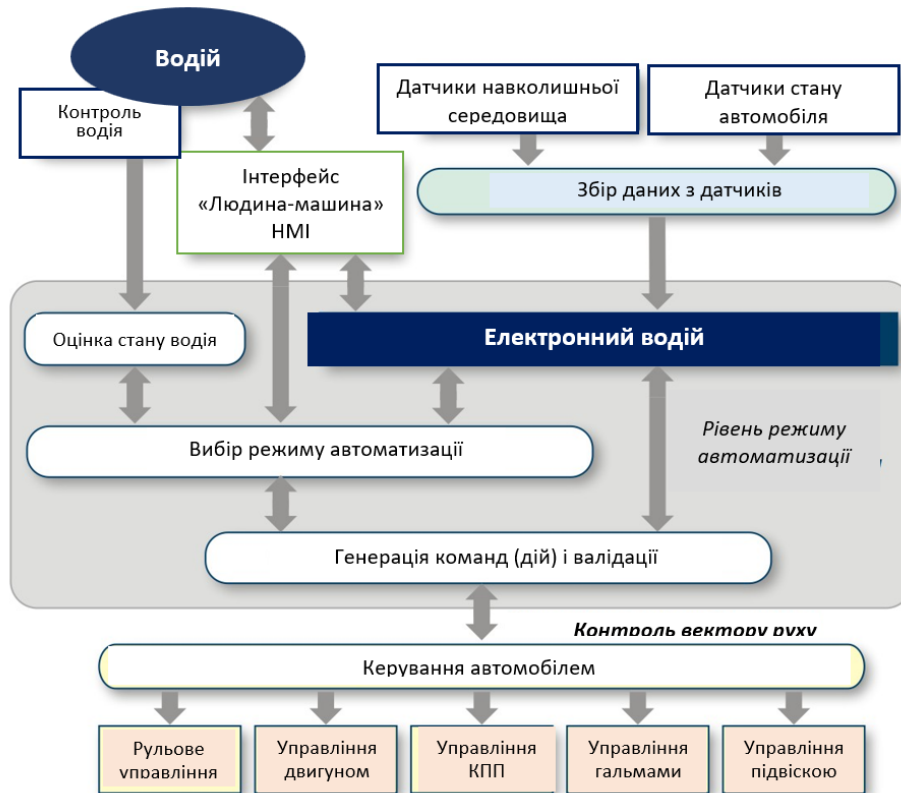 Водій
Контроль
водія
Датчики навколишньої
середовища
Датчики стану
автомобіля
Інтерфейс
«Людина-машина»
HMI
Збір даних з датчиків
Оцінка стану водія
Електронний водій
Вибір режиму автоматизації
Рівень режиму
автоматизації
Генерація команд (дій) і валідації
Контроль вектору руху
Керування автомобілем
Рульове
управління
Управління
двигуном
Управління
КПП
Управління
гальмами
Управління
підвіскою